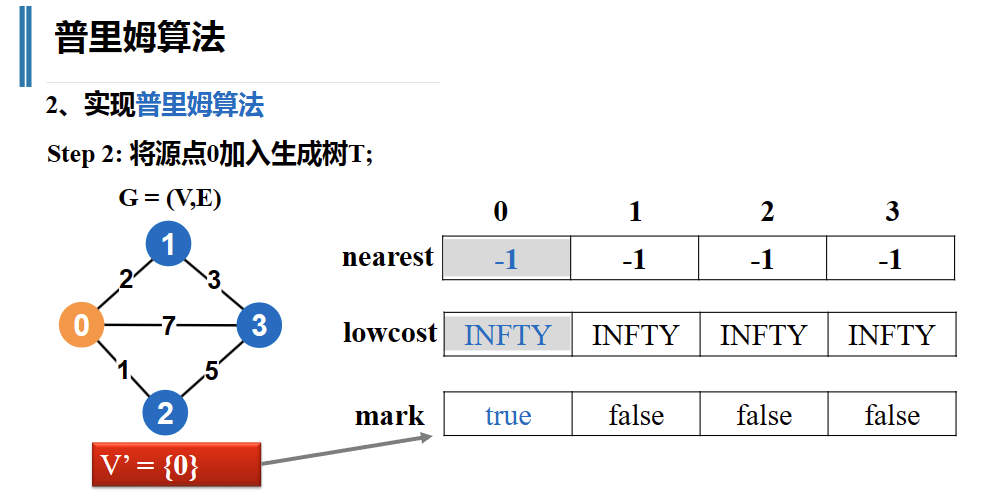 普里姆算法
2、实现普里姆算法
Step 2: 将源点0加入生成树T;
G = (V,E)
1
2
3
0
7
3
1
5
2
V’ = {0}
0 1 2 3
nearest -1 -1 -1 -1
lowcost INFTY INFTY INFTY INFTY
mark true false false false